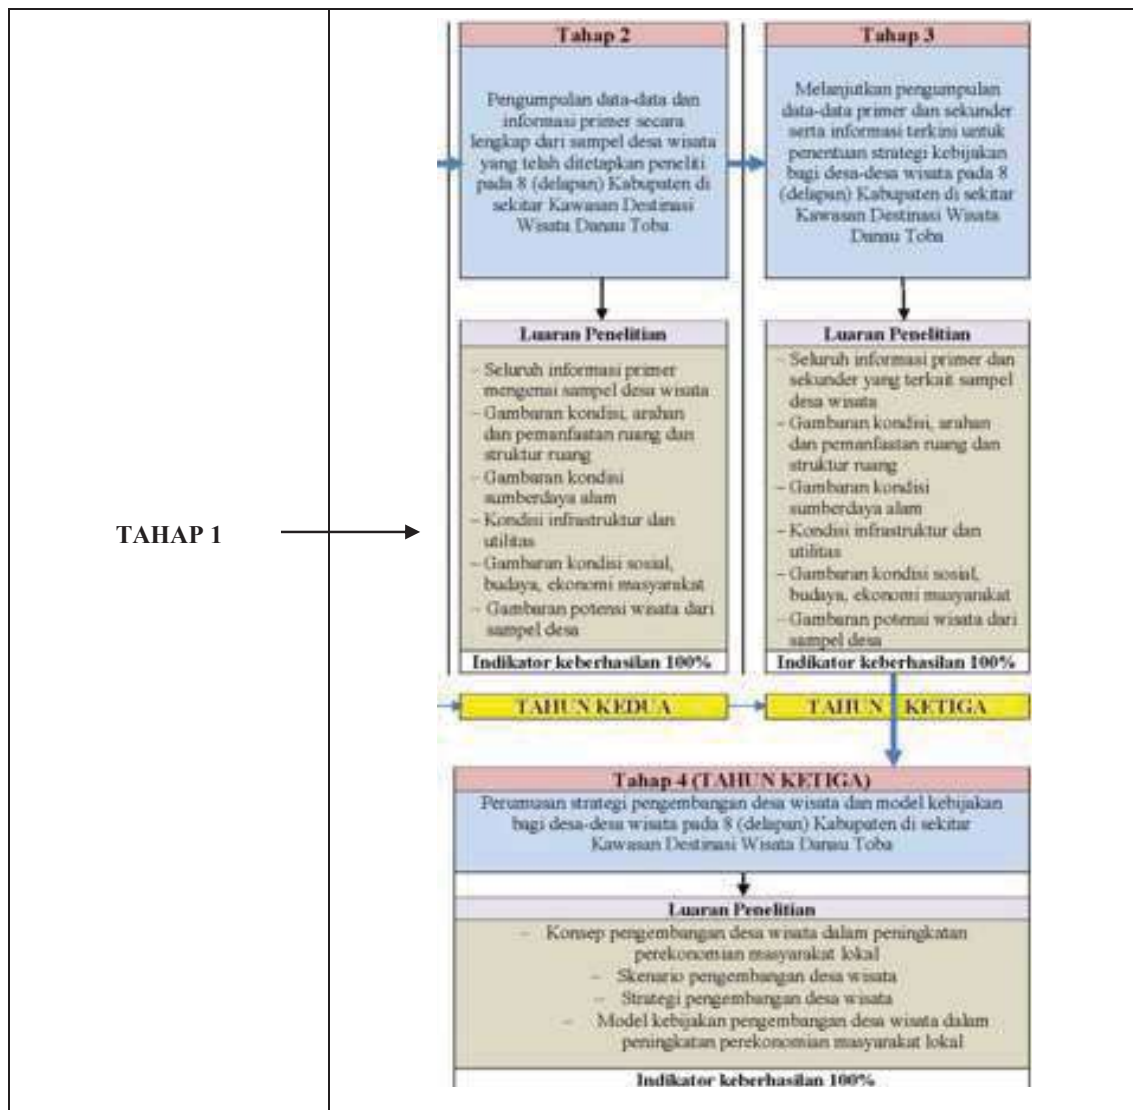 TAHAP 1
Tahap 2
Pengumpulan data-data dan
informasi primer secara
lengkap dari sampel desa wisata
yang telah ditetapkan peneliti
pada 8 (delapan) Kabupaten di
sekitar Kawasan Destinasi
Wisata Danau Toba
Luaran Penelitian
– Seluruh informasi primer
mengenai sampel desa wisata
– Gambaran kondisi, arahan
dan pemanfaatan ruang dan
struktur ruang
– Gambaran kondisi
sumberdaya alam
– Kondisi infrastruktur dan
utilitas
– Gambaran kondisi sosial,
budaya, ekonomi masyarakat
– Gambaran potensi wisata dari
sampel desa
Indikator keberhasilan 100%
TAHUN KEDUA
Tahap 3
Melanjutkan pengumpulan
data-data primer dan sekunder
serta informasi terkini untuk
penentuan strategi kebijakan
bagi desa-desa wisata pada 8
(delapan) Kabupaten di sekitar
Kawasan Destinasi Wisata
Danau Toba
Luaran Penelitian
– Seluruh informasi primer dan
sekunder yang terkait sampel
desa wisata
– Gambaran kondisi, arahan
dan pemanfaatan ruang dan
struktur ruang
– Gambaran kondisi
sumberdaya alam
– Kondisi infrastruktur dan
utilitas
– Gambaran kondisi sosial,
budaya, ekonomi masyarakat
– Gambaran potensi wisata dari
sampel desa
Indikator keberhasilan 100%
TAHUN KETIGA
Tahap 4 (TAHUN KETIGA)
Perumusan strategi pengembangan desa wisata dan model kebijakan
bagi desa-desa wisata pada 8 (delapan) Kabupaten di sekitar
Kawasan Destinasi Wisata Danau Toba
Luaran Penelitian
– Konsep pengembangan desa wisata dalam peningkatan
perekonomian masyarakat lokal
– Skenario pengembangan desa wisata
– Strategi pengembangan desa wisata
– Model kebijakan pengembangan desa wisata dalam
peningkatan perekonomian masyarakat lokal
Indikator keberhasilan 100%